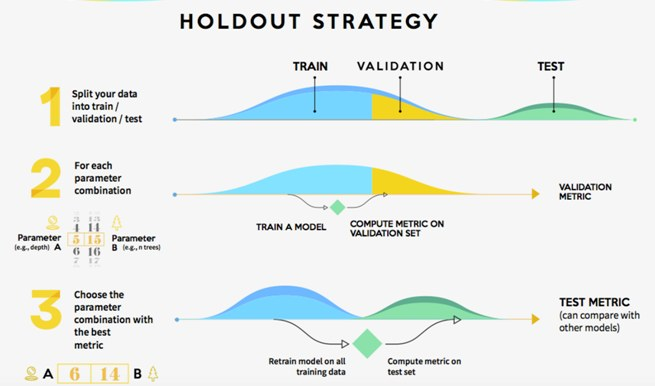 HOLDOUT STRATEGY
TRAIN VALIDATION TEST
1 Split your data
into train /
validation / test
2 For each
parameter
combination
VALIDATION
METRIC
TRAIN A MODEL
COMPUTE METRIC ON
VALIDATION SET
3 13
4 14
5 15
6 16
7 17
Parameter
(e.g., depth) A
Parameter
B (e.g., n trees)
3 Choose the
parameter
combination with
the best
metric
TEST METRIC
(can compare with
other models)
Retrain model on all
training data
Compute metric on
test set
A 6 14 B